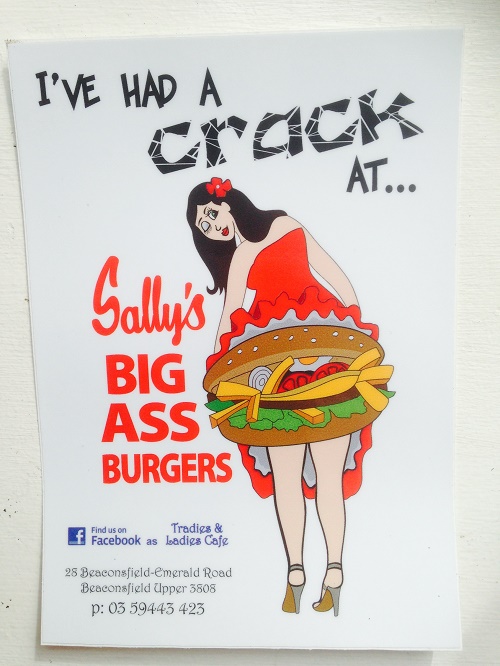 I'VE HAD A
crack
AT...
Sally's
BIG
ASS
BURGERS
f Find us on
Facebook as Tradies &
Ladies Cafe
28 Beaconsfield-Emerald Road
Beaconsfield Upper 3808
p: 03 59443 423